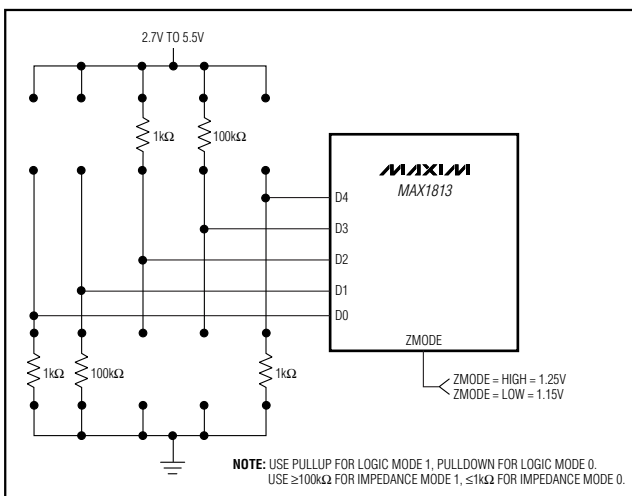 2.7V TO 5.5V
1kΩ
100kΩ
MAXIM
MAX1813
D4
D3
D2
D1
D0
ZMODE
1kΩ
100kΩ
1kΩ
ZMODE = HIGH = 1.25V
ZMODE = LOW = 1.15V
NOTE: USE PULLUP FOR LOGIC MODE 1, PULLDOWN FOR LOGIC MODE 0.
USE ≥100kΩ FOR IMPEDANCE MODE 1, ≤1kΩ FOR IMPEDANCE MODE 0.